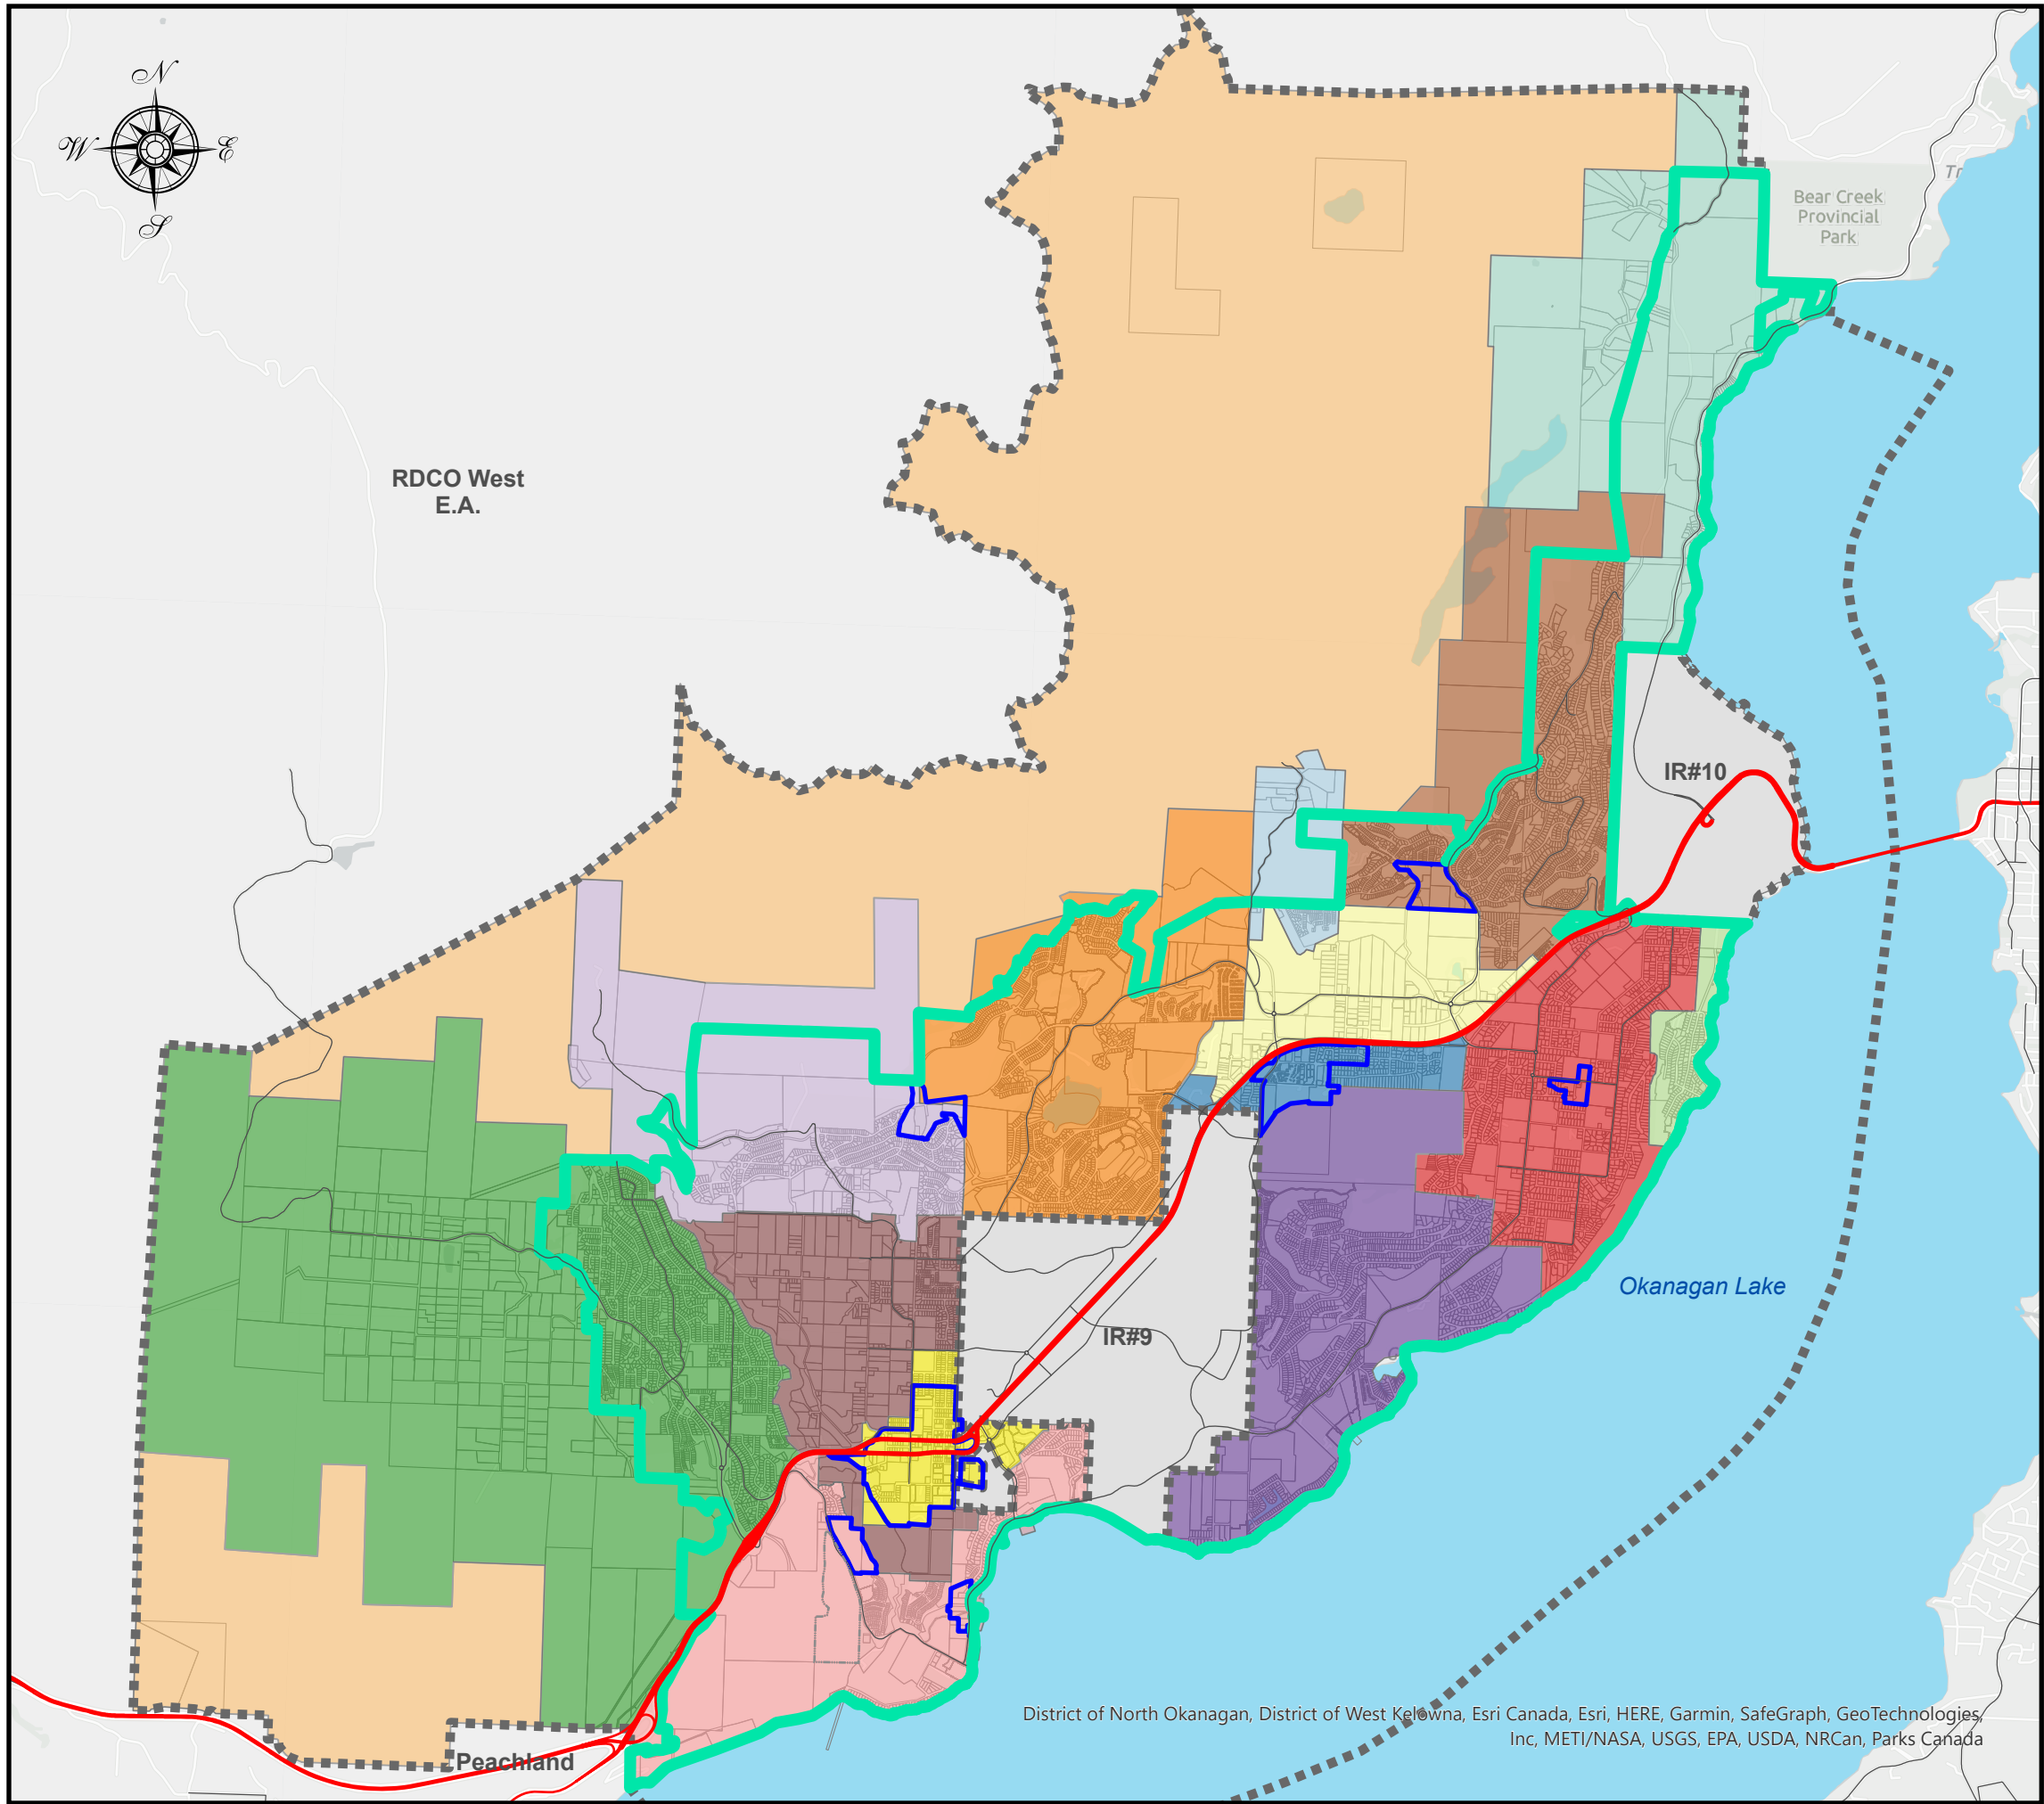 N
W E
S
Tr
Bear Creek
Provincial
Park
RDCO West
E.A.
IR#10
Okanagan Lake
IR#9
G
District of North Okanagan, District of West Kelowna, Esri Canada, Esri, HERE, Garmin, SafeGraph, GeoTechnologies,
Inc, METI/NASA, USGS, EPA, USDA, NRCan, Parks Canada
Peachland